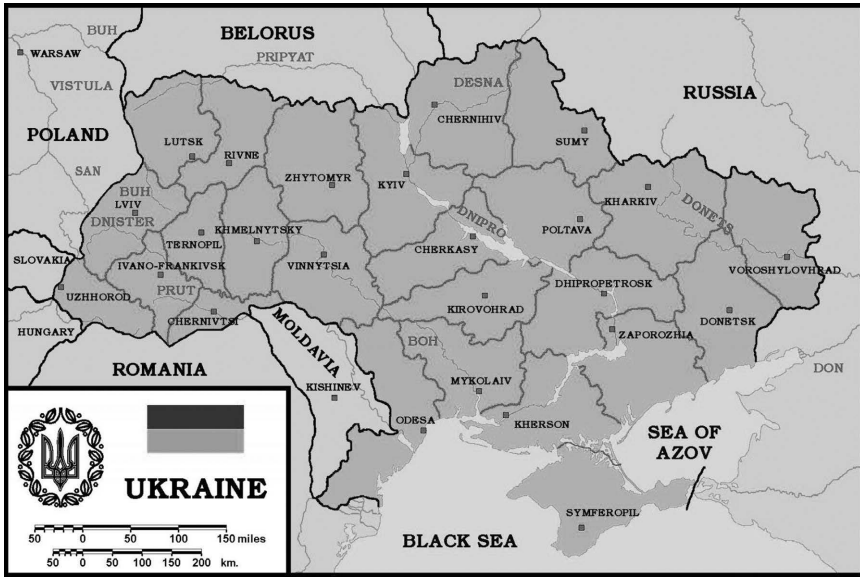 BUH
BELORUS
WARSAW
PRIPYAT
VISTULA
DESNA
RUSSIA
CHERNIHIV
POLAND
LUTSK
SUMY
RIVNE
SAN
ZHYTOMYR
KYIV
KHARKIV
BUH
LVIV
DNIPRO
DONETS
DNISTER
KHMELNYTSKY
POLTAVA
TERNOPIL
CHERKASY
SLOVAKIA
IVANO-FRANKIVSK
VINNYTSIA
VOROSHYLOVHRAD
DHIPROPETROSK
PRUT
UZHHOROD
KIROVOHRAD
CHERNIVTSI
DONETSK
HUNGARY
MOLDAVIA
ZAPOROZHIA
BOH
ROMANIA
DON
KISHINEV
MYKOLAIV
ODESA
KHERSON
SEA OF
AZOV
UKRAINE
SYMFEROPIL
50 0 50 100 150 miles
BLACK SEA
50 0 50 100 150 200 km.